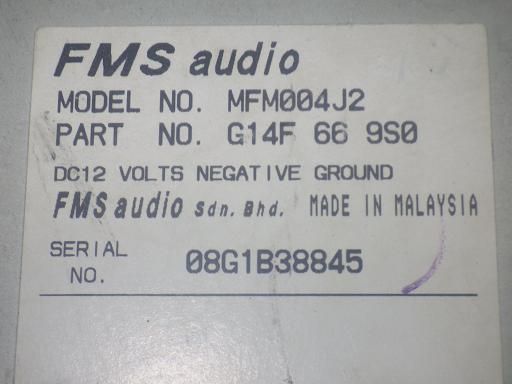 FMS audio
MODEL NO. MFM004J2
PART NO. G14F 66 9S0
DC12 VOLTS NEGATIVE GROUND
FMS audio Sdn. Bhd. MADE IN MALAYSIA
SERIAL NO. 08G1B38845